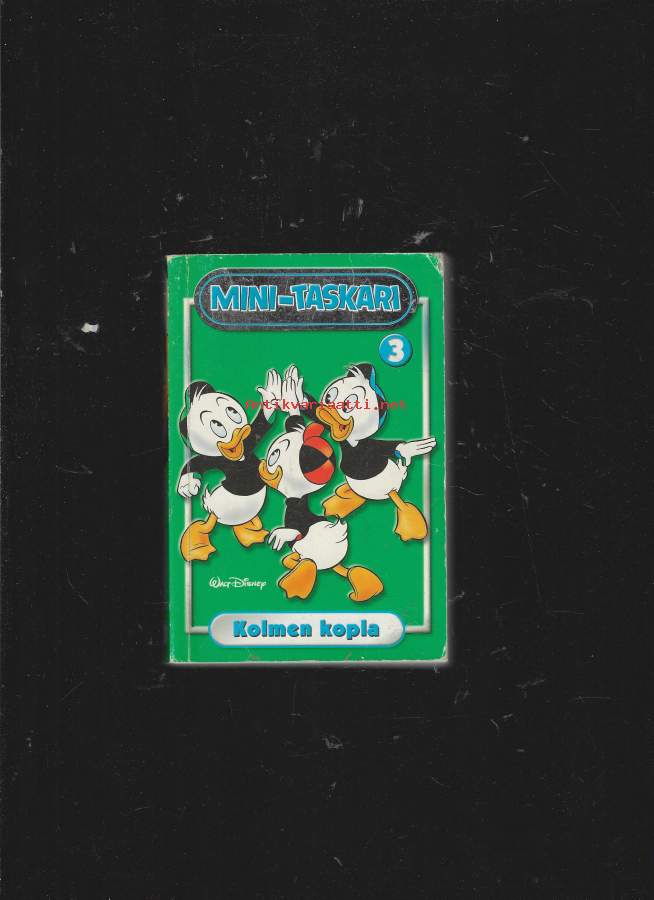 MINI-TASKARI
3
Antikvariaatti.net
Walt Disney
Kolmen kopla